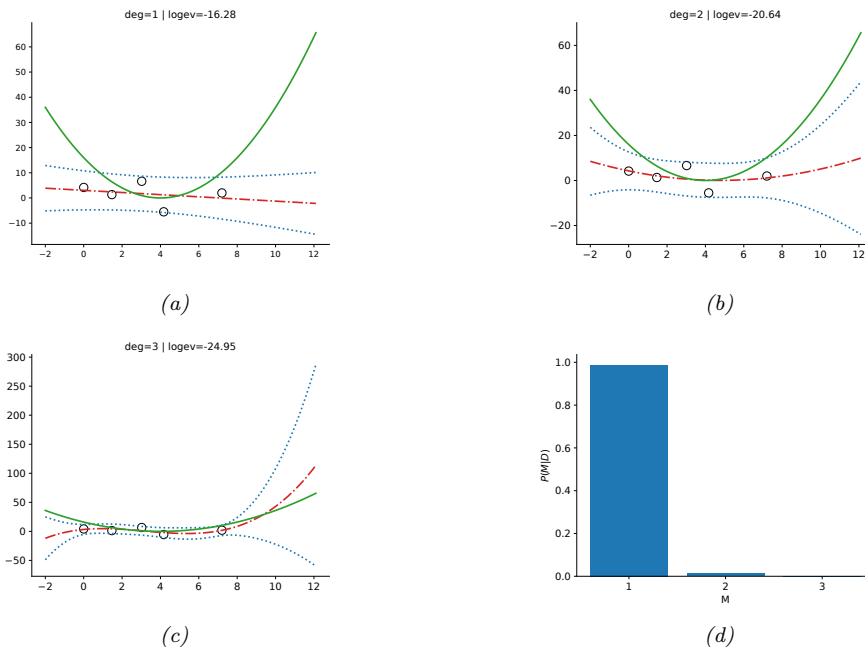 deg=1 | logev=-16.28
60
50
40
30
20
10
0
−10
−2 0 2 4 6 8 10 12
(a)
deg=2 | logev=-20.64
60
40
20
0
−20
−2 0 2 4 6 8 10 12
(b)
deg=3 | logev=-24.95
300
250
200
150
100
50
0
−50
−2 0 2 4 6 8 10 12
(c)
1.0
0.8
0.6
0.4
0.2
0.0
P(M|D)
1 2 3
M
(d)